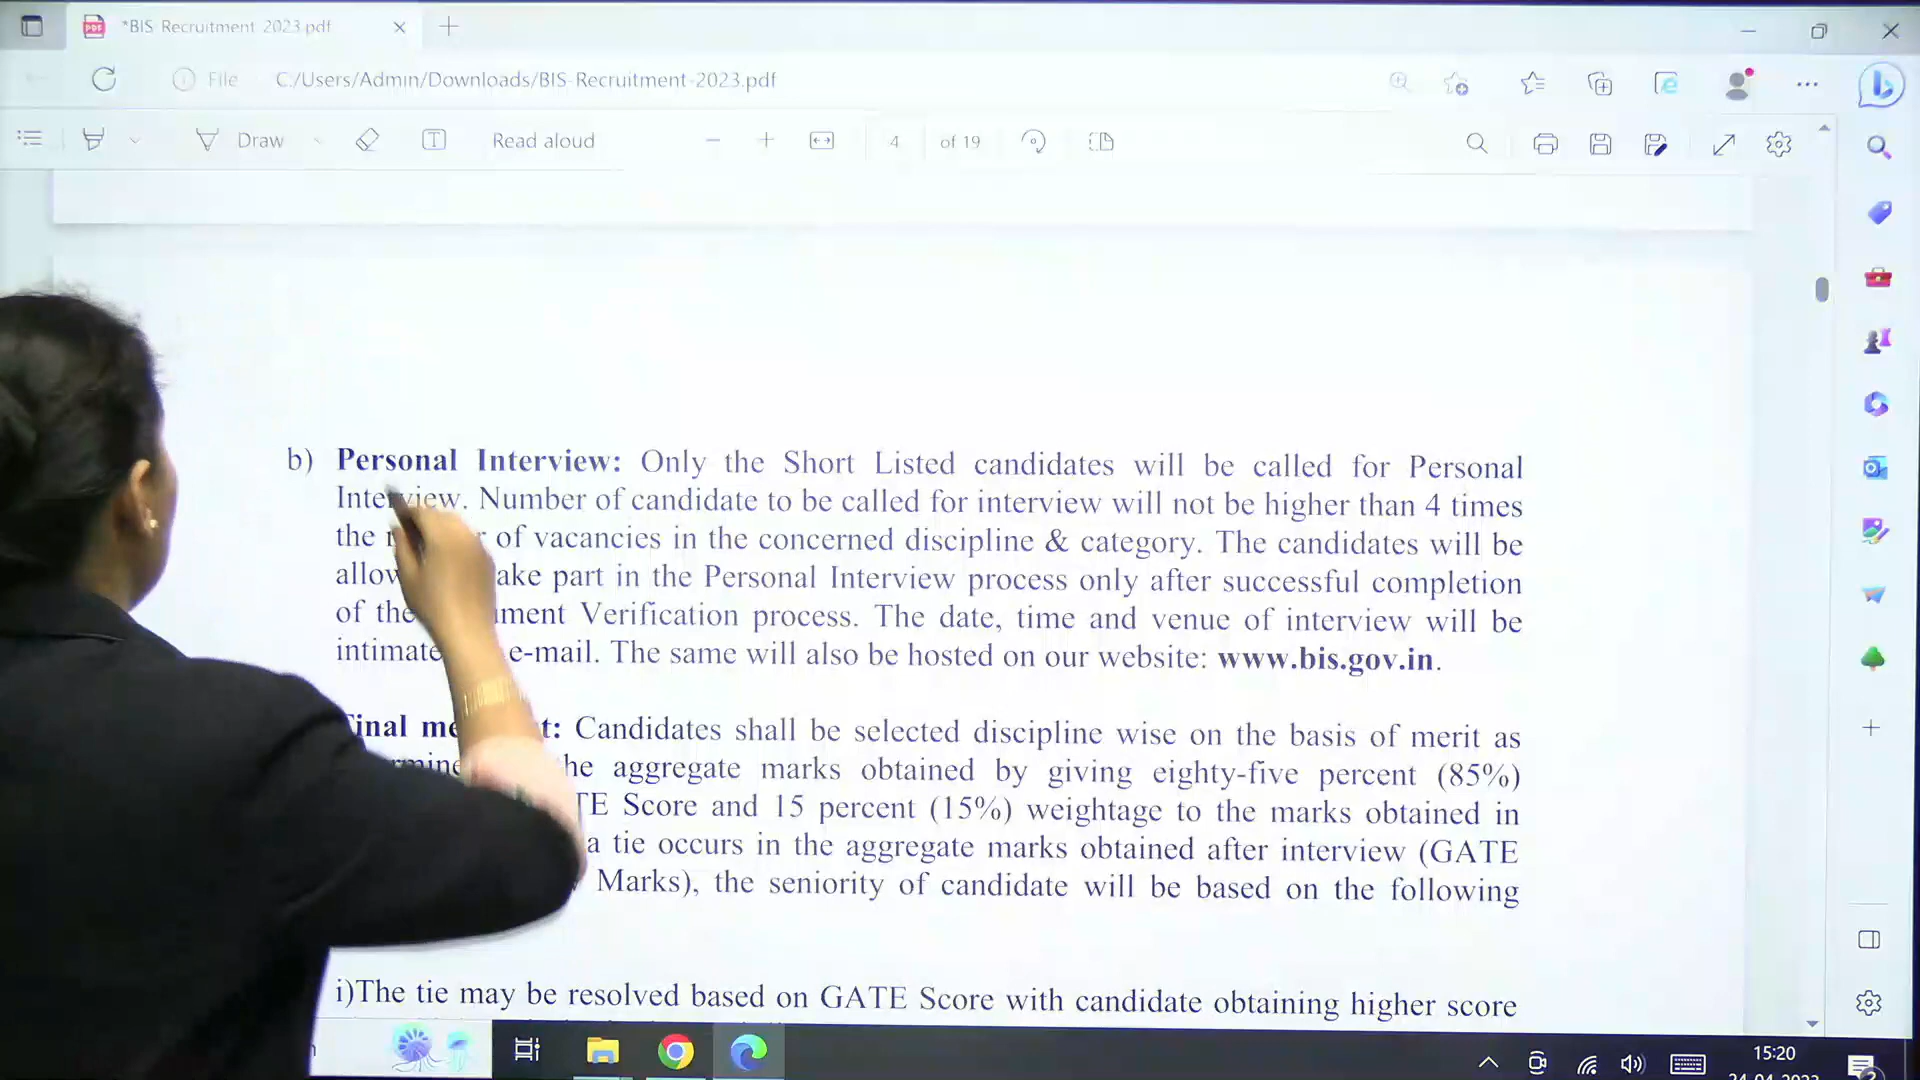 *BIS-Recruitment-2023.pdf
File C:/Users/Admin/Downloads/BIS-Recruitment-2023.pdf
Draw Read aloud 4 of 19
b) Personal Interview: Only the Short Listed candidates will be called for Personal
Interview. Number of candidate to be called for interview will not be higher than 4 times
the of vacancies in the concerned discipline & category. The candidates will be
allow ake part in the Personal Interview process only after successful completion
of the ment Verification process. The date, time and venue of interview will be
intimate e-mail. The same will also be hosted on our website: www.bis.gov.in.
Final me t: Candidates shall be selected discipline wise on the basis of merit as
rmine he aggregate marks obtained by giving eighty-five percent (85%)
TE Score and 15 percent (15%) weightage to the marks obtained in
a tie occurs in the aggregate marks obtained after interview (GATE
Marks), the seniority of candidate will be based on the following
i)The tie may be resolved based on GATE Score with candidate obtaining higher score
15:20